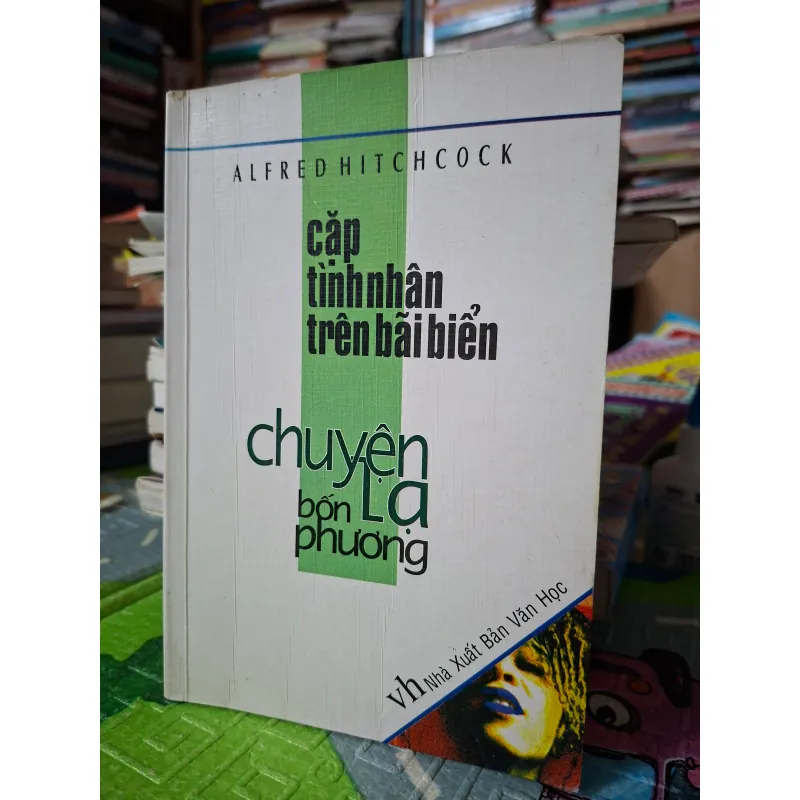 ALFRED HITCHCOCK
cặp
tình nhân
trên bãi biển
chuyện
Lạ
bốn
phương
vh Nhà Xuất Bản Văn Học